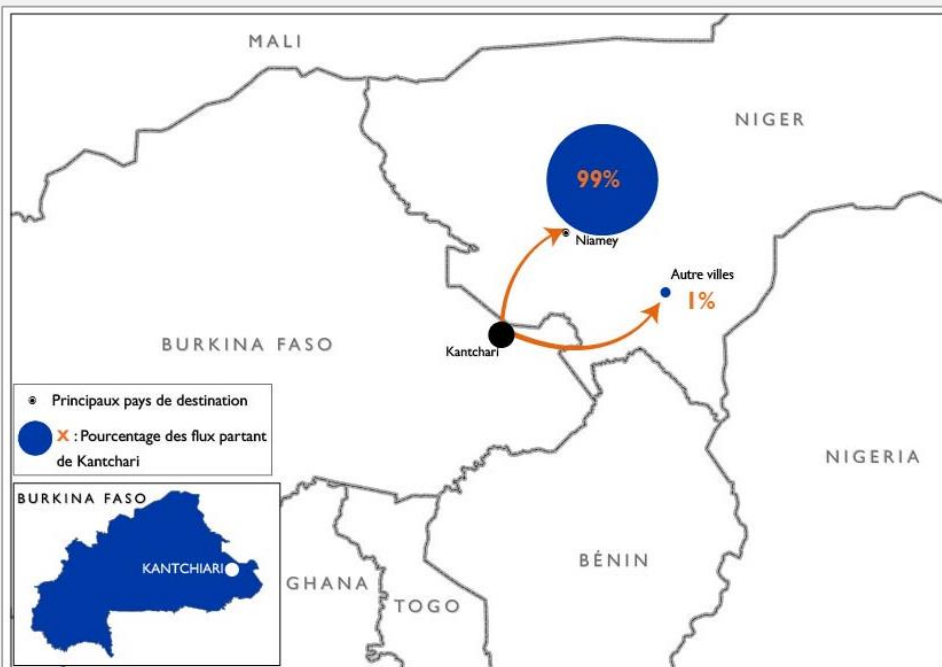 MALI
NIGER
99%
Niamey
Autre villes
1%
BURKINA FASO
Kantchari
Principaux pays de destination
X : Pourcentage des flux partant
de Kantchari
NIGERIA
BURKINA FASO
KANTCHIARI
BÉNIN
GHANA
TOGO